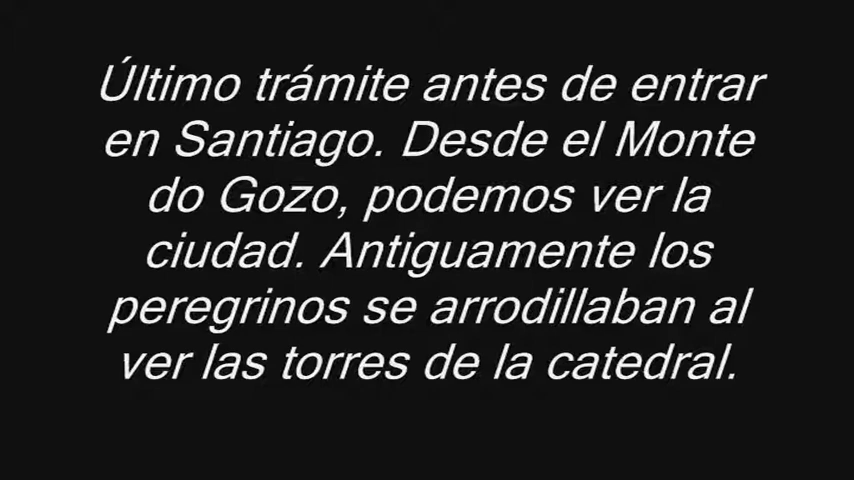 Último trámite antes de entrar
en Santiago. Desde el Monte
do Gozo, podemos ver la
ciudad. Antiguamente los
peregrinos se arrodillaban al
ver las torres de la catedral.